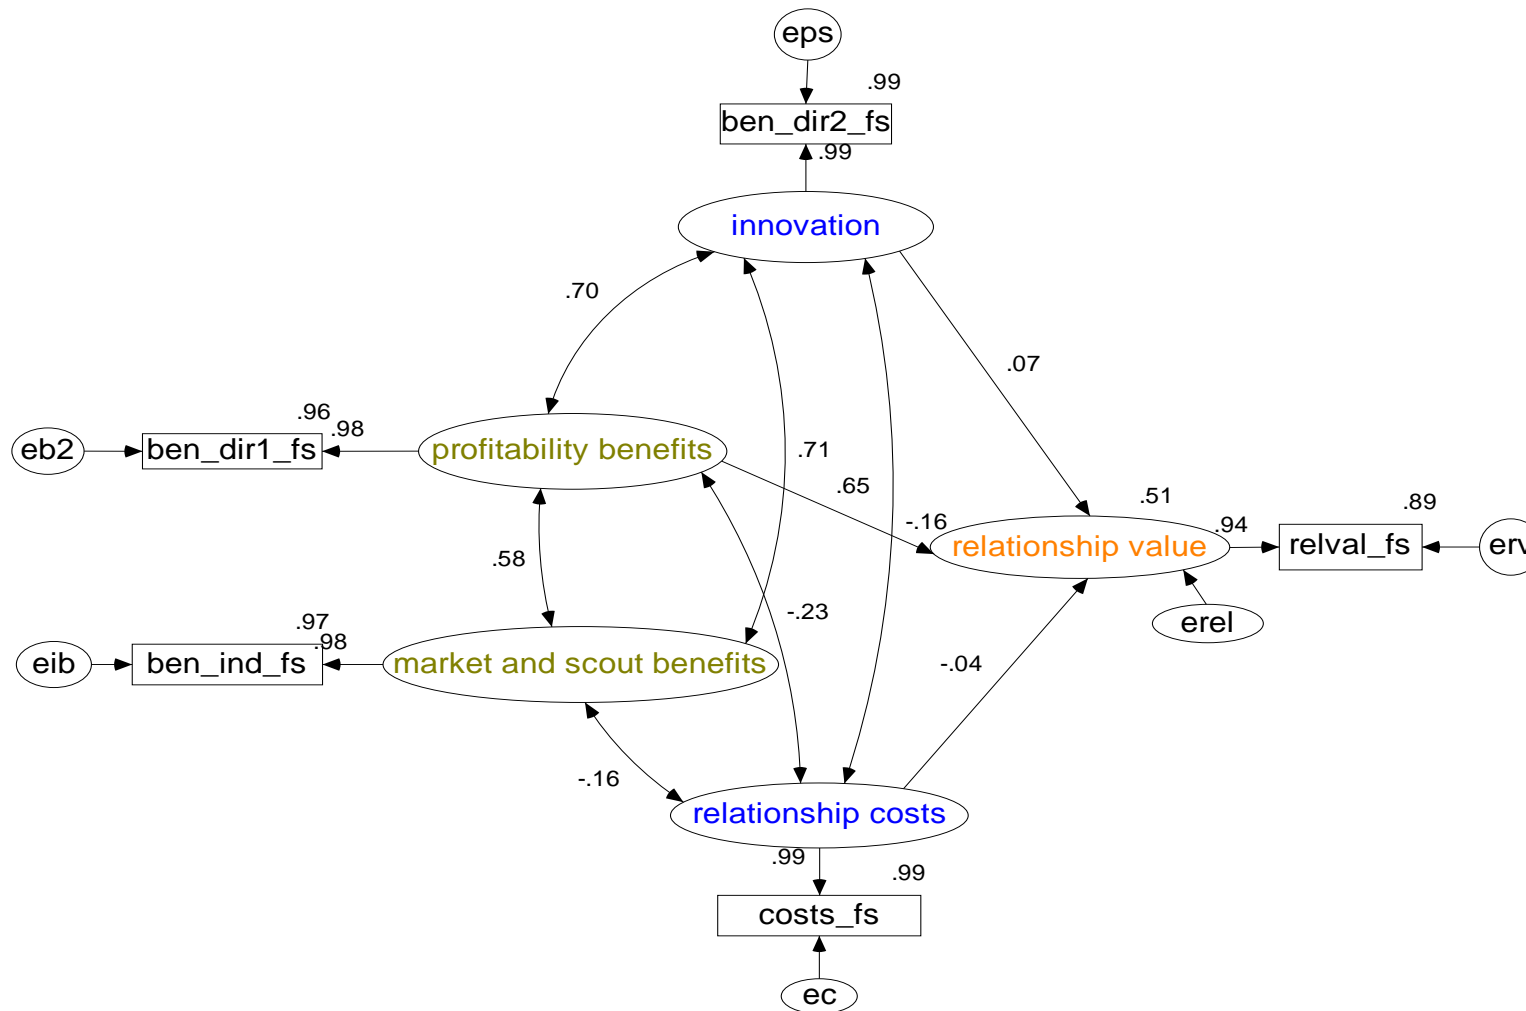 eps
.99
ben_dir2_fs
.99
innovation
.70
.07
.96
.98
eb2
ben_dir1_fs
profitability benefits
.71
.65
.51
.89
-.16
.94
relationship value
relval_fs
.58
-.23
erel
.97
.98
eib
ben_ind_fs
market and scout benefits
-.04
-.16
relationship costs
.99
.99
costs_fs
ec